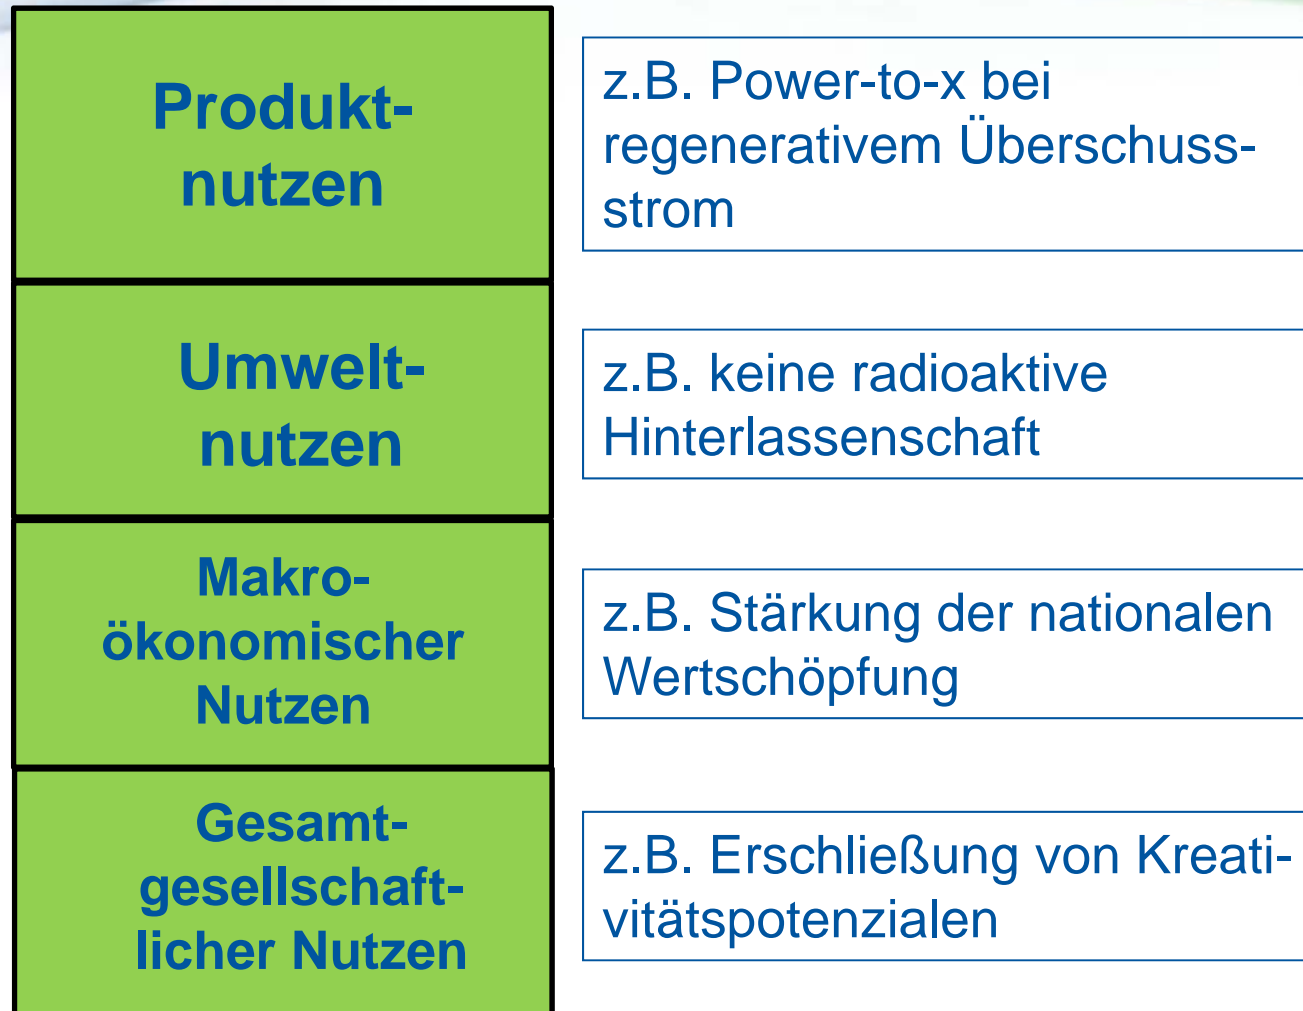 Produkt-
nutzen
z.B. Power-to-x bei
regenerativem Überschuss-
strom
Umwelt-
nutzen
z.B. keine radioaktive
Hinterlassenschaft
Makro-
ökonomischer
Nutzen
z.B. Stärkung der nationalen
Wertschöpfung
Gesamt-
gesellschaft-
licher Nutzen
z.B. Erschließung von Kreati-
vitätspotenzialen